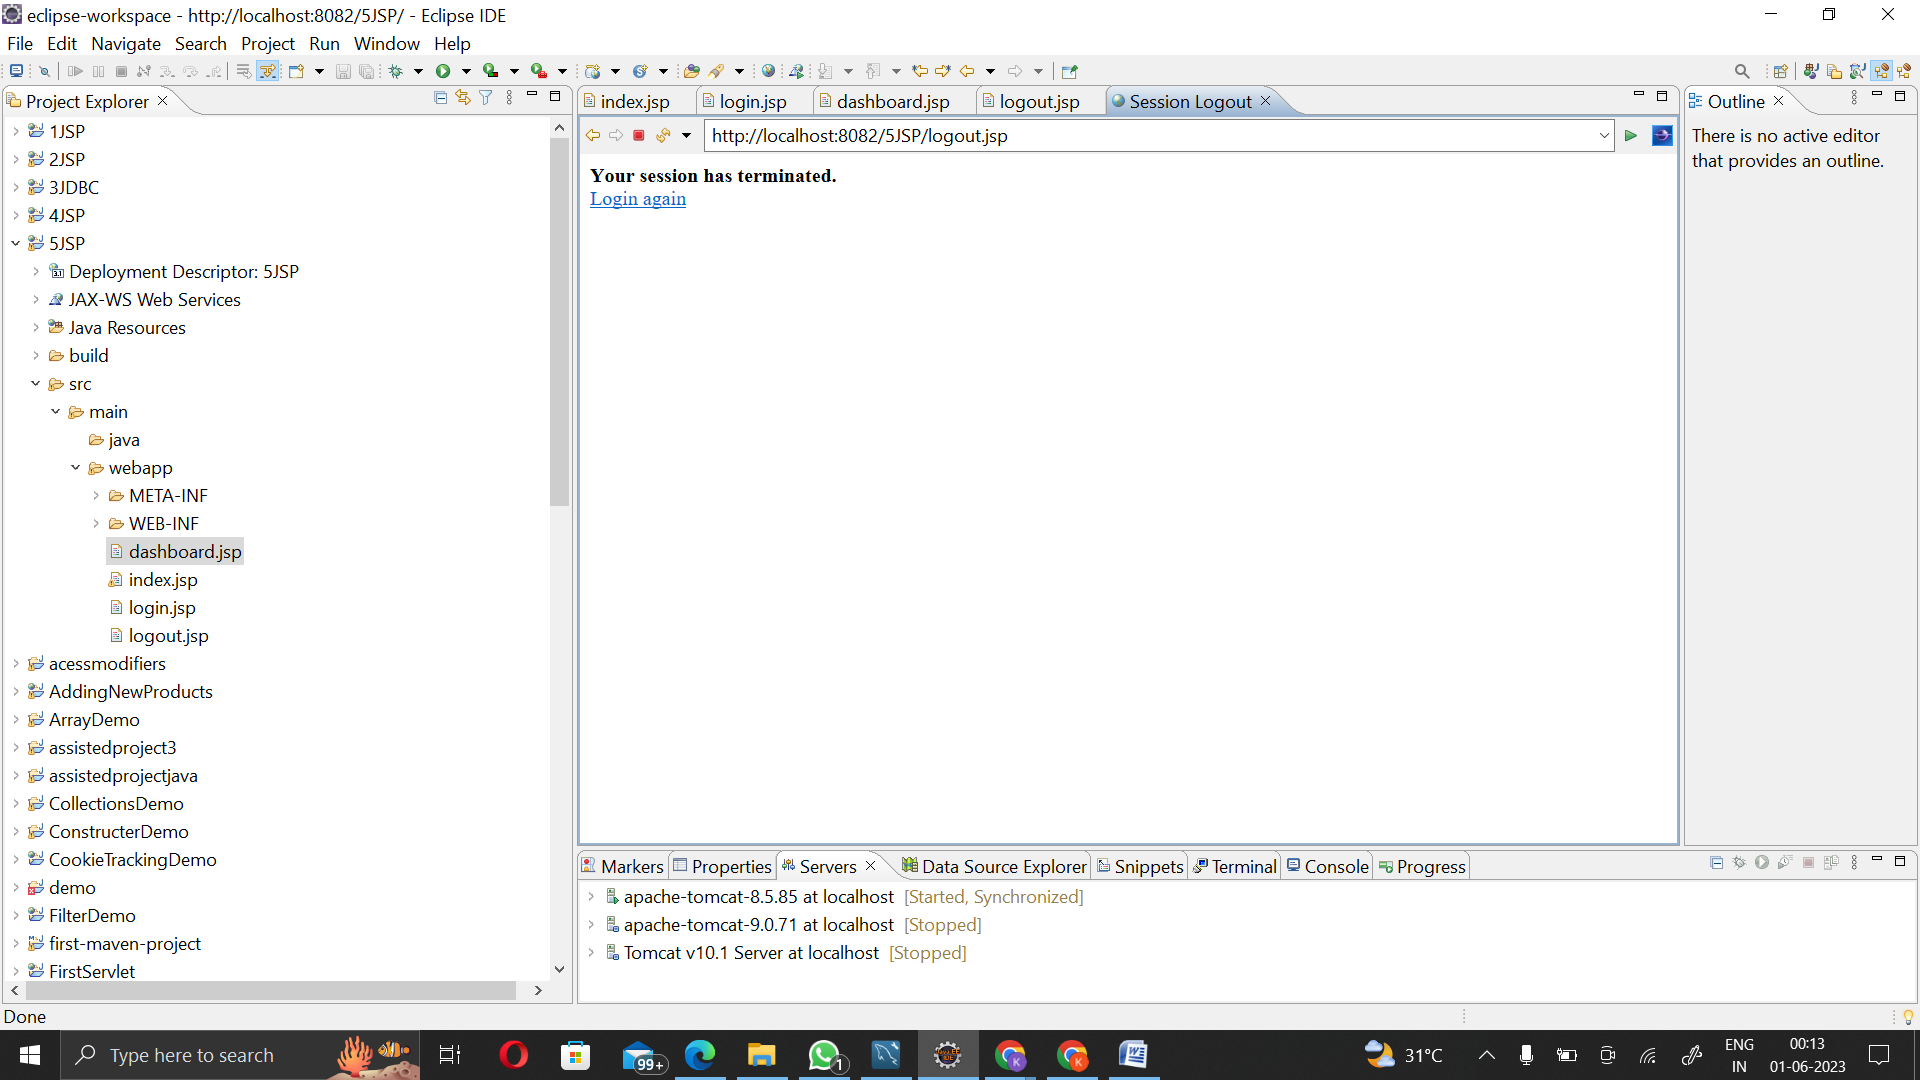 eclipse-workspace - http://localhost:8082/5JSP/ - Eclipse IDE
File Edit Navigate Search Project Run Window Help
Project Explorer
1JSP
2JSP
3JDBC
4JSP
5JSP
Deployment Descriptor: 5JSP
JAX-WS Web Services
Java Resources
build
src
main
java
webapp
META-INF
WEB-INF
dashboard.jsp
index.jsp
login.jsp
logout.jsp
acessmodifiers
AddingNewProducts
ArrayDemo
assistedproject3
assistedprojectjava
CollectionsDemo
ConstructerDemo
CookieTrackingDemo
demo
FilterDemo
first-maven-project
FirstServlet
index.jsp login.jsp dashboard.jsp logout.jsp Session Logout
http://localhost:8082/5JSP/logout.jsp
Your session has terminated.
Login again
Outline
There is no active editor
that provides an outline.
Markers Properties Servers Data Source Explorer Snippets Terminal Console Progress
apache-tomcat-8.5.85 at localhost [Started, Synchronized]
apache-tomcat-9.0.71 at localhost [Stopped]
Tomcat v10.1 Server at localhost [Stopped]
Done
Type here to search
99+
1
31°C
ENG
IN
00:13
01-06-2023